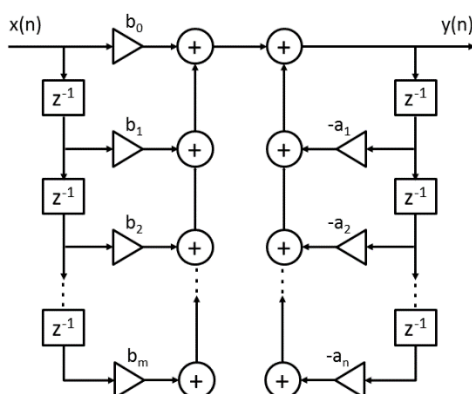 x(n) b₀ + + y(n)
z⁻¹ z⁻¹
b₁ + + -a₁
z⁻¹ z⁻¹
b₂ + + -a₂
z⁻¹ z⁻¹
bₘ + + -aₙ